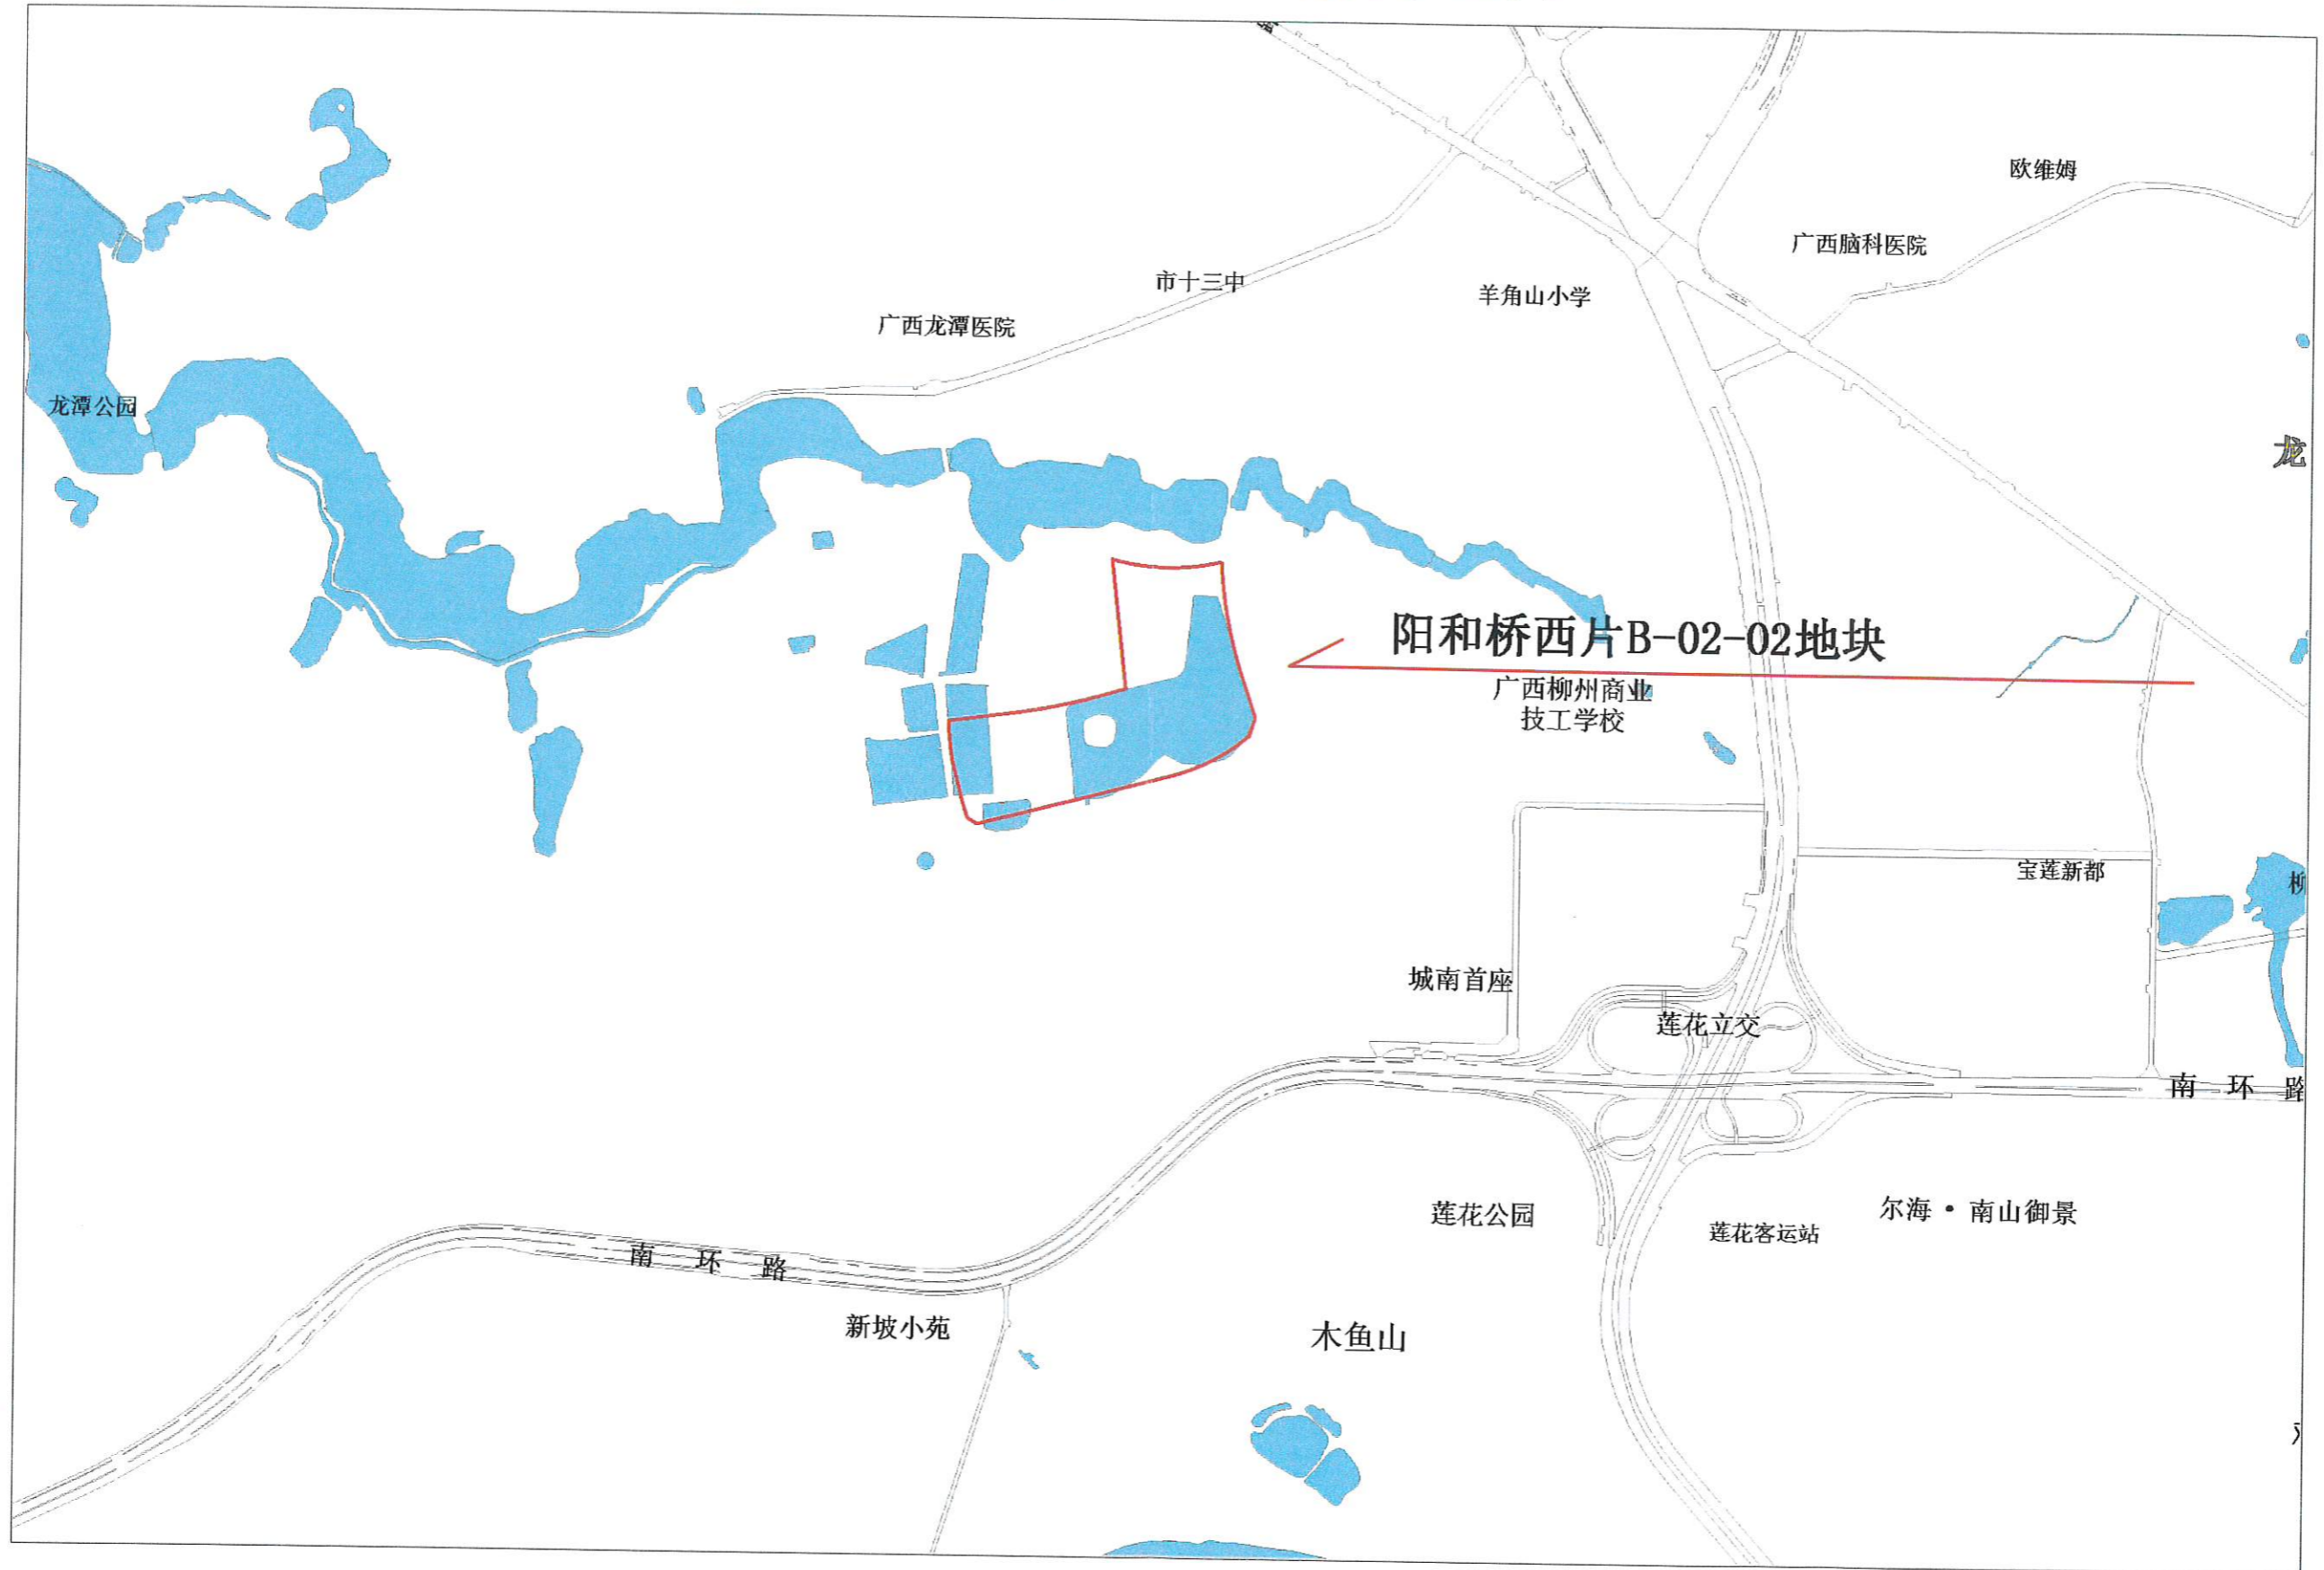 欧维姆
广西脑科医院
市十三中
羊角山小学
广西龙潭医院
龙潭公园
龙
阳和桥西片B-02-02地块
广西柳州商业
技工学校
宝莲新都
柳
城南首座
莲花立交
南环路
莲花公园
尔海·南山御景
莲花客运站
南环路
新坡小苑
木鱼山